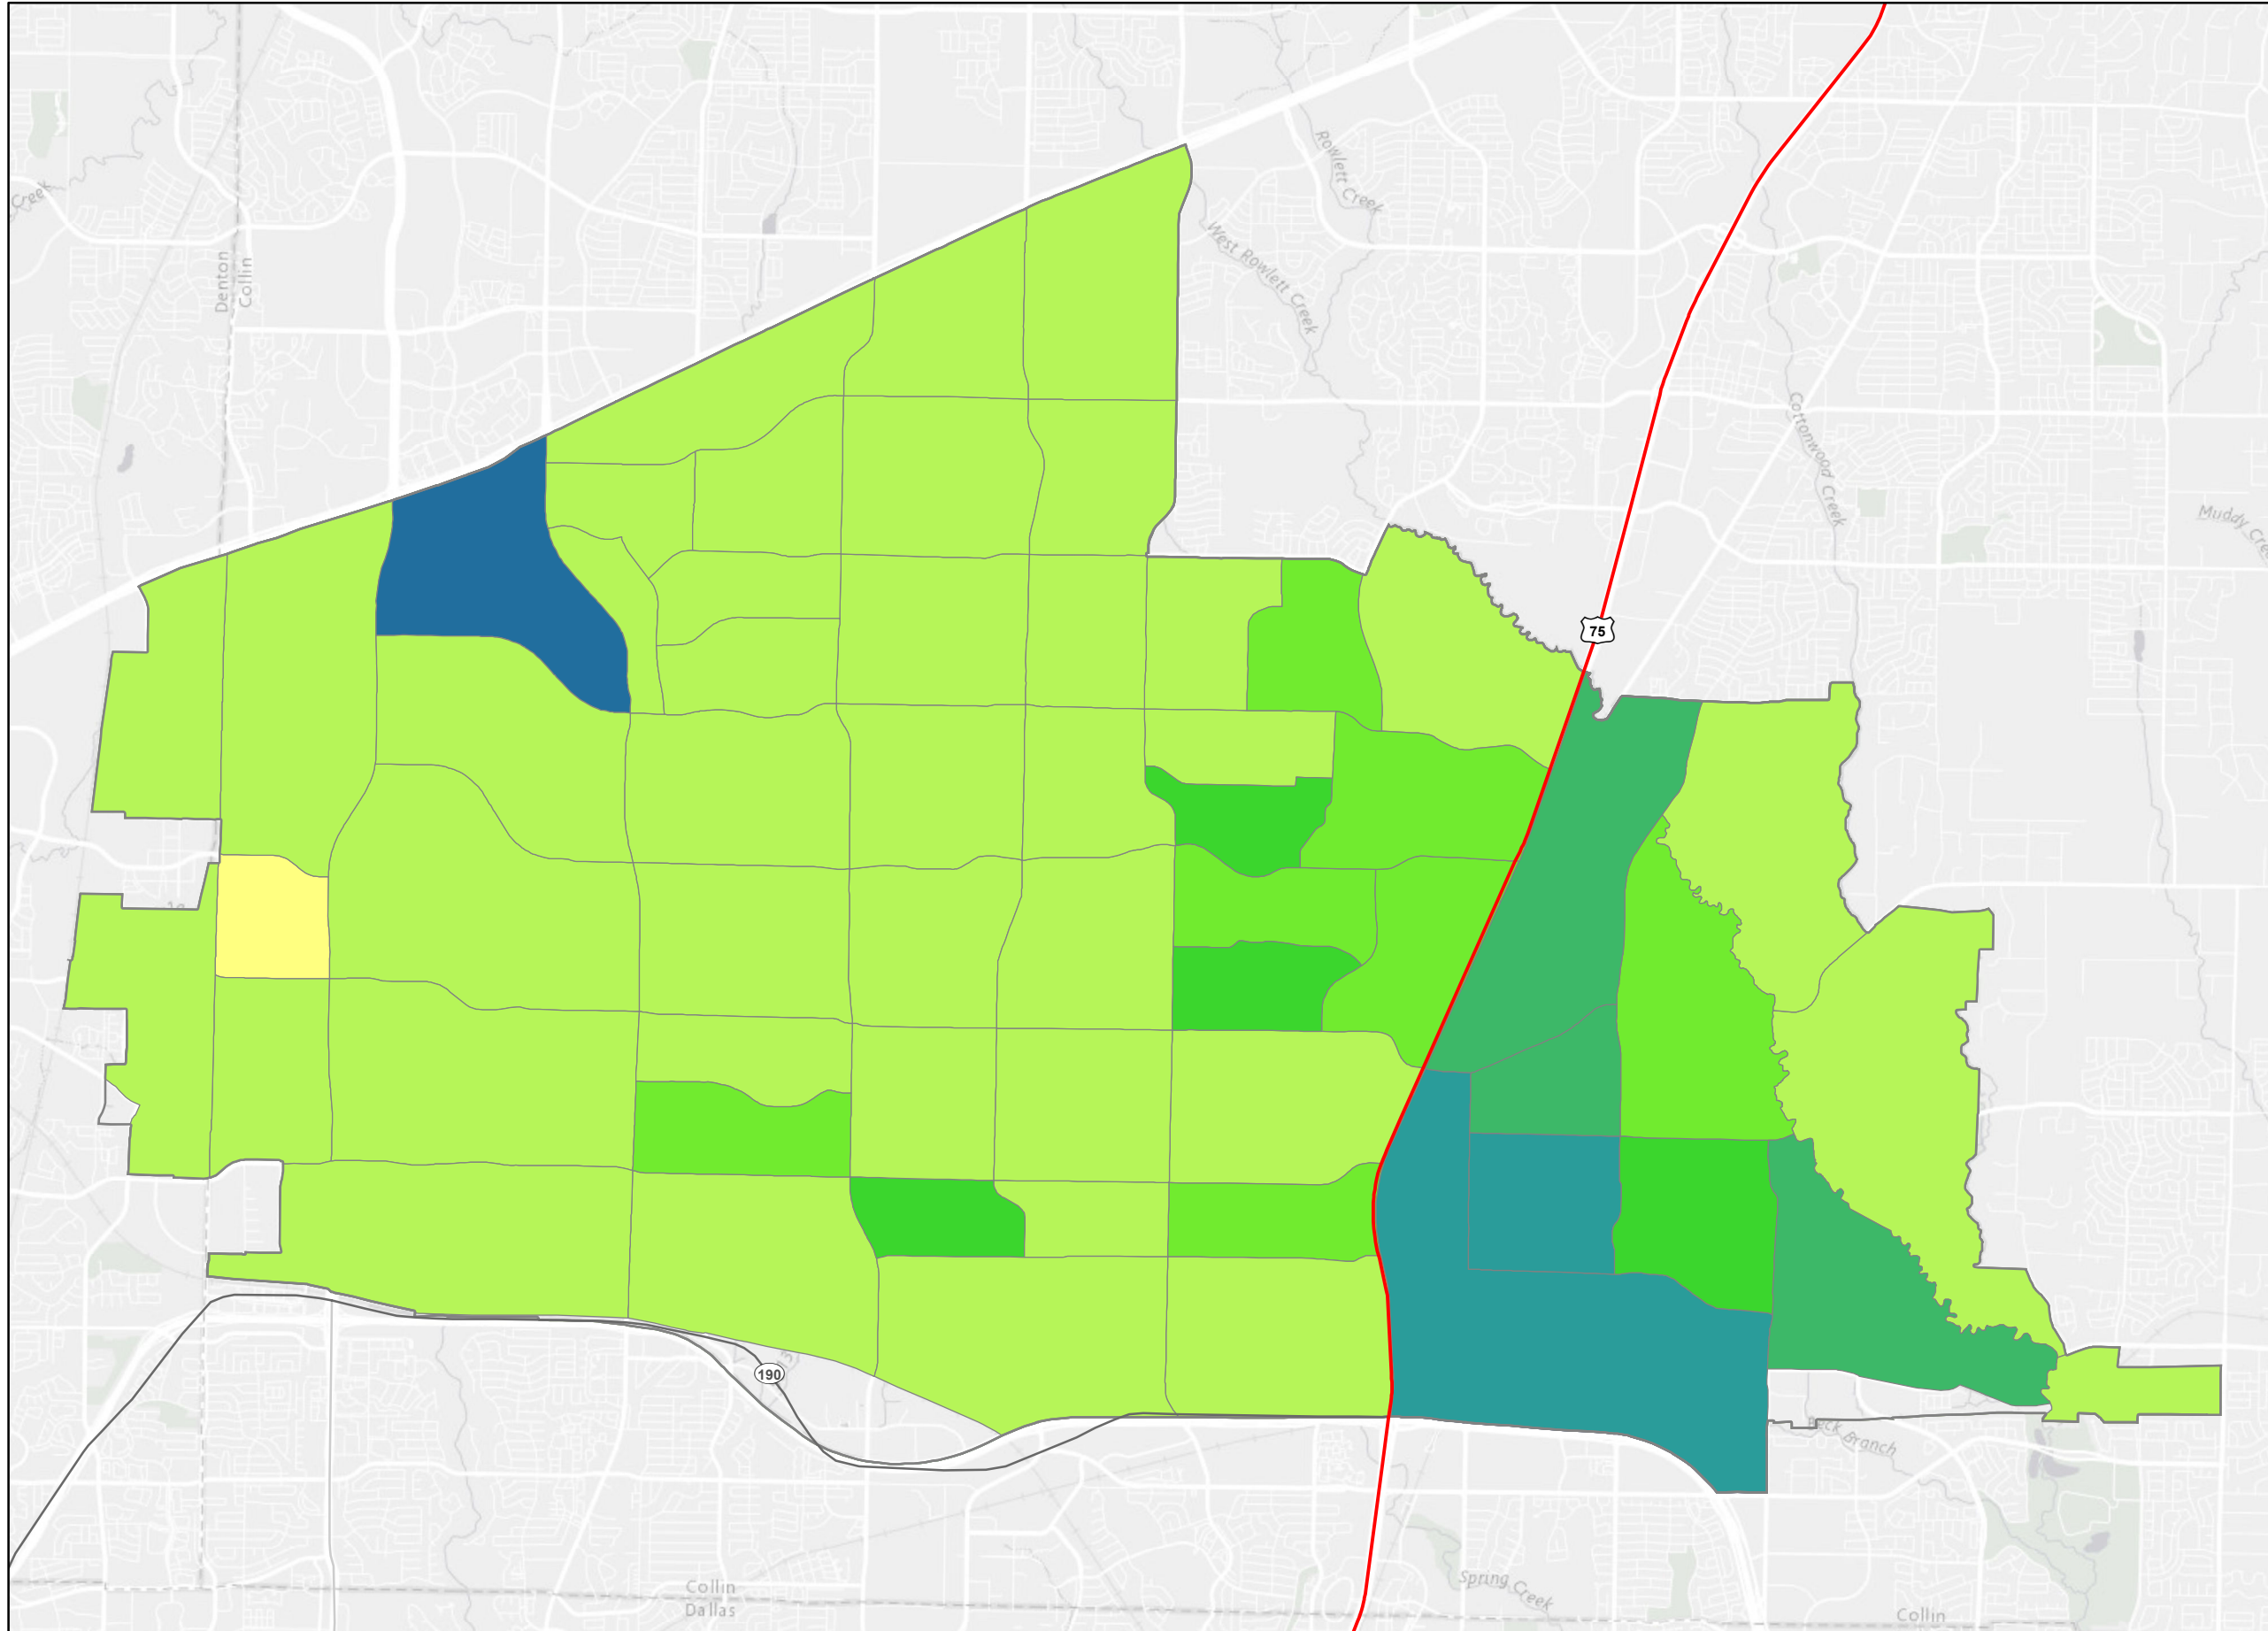 Creek
Rowlett
Creek
West Rowlett Creek
Denton
Collin
Cottonwood Creek
Muddy
75
190
Beck Branch
Spring Creek
Collin
Dallas
Collin